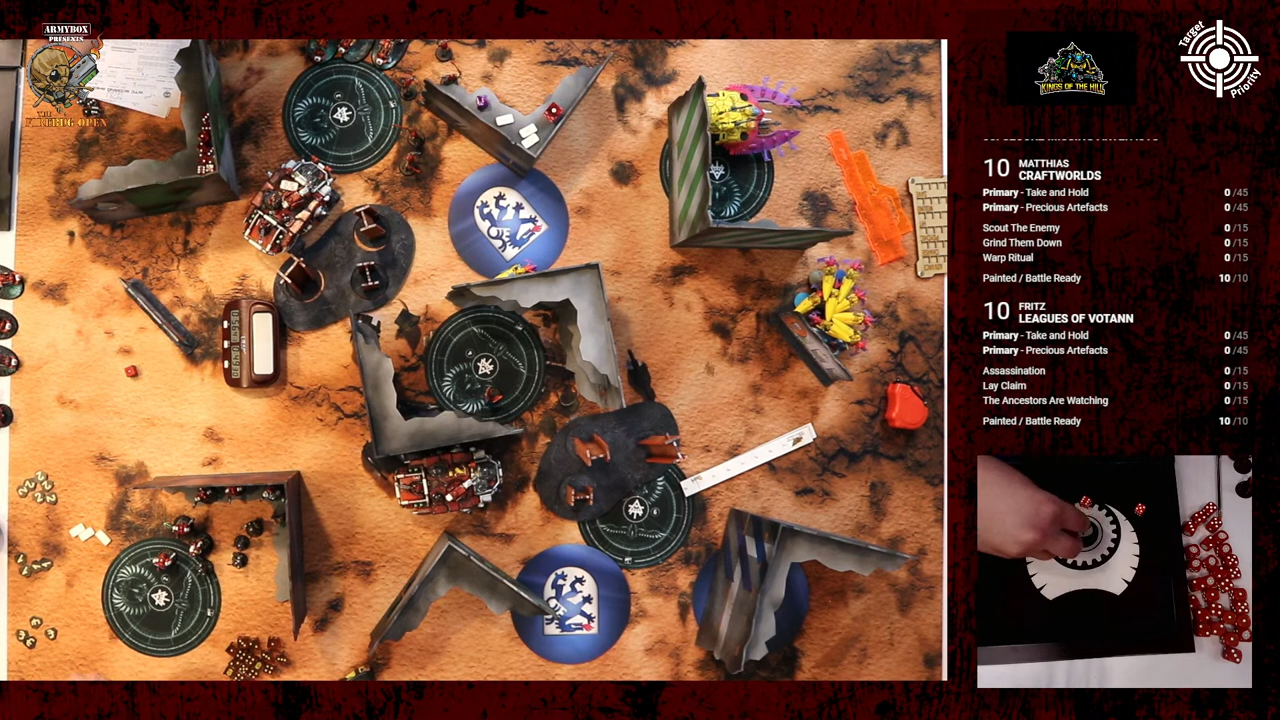 ARMYBOX
PRESENTS
THE
FIREBUG OPEN
KINGS OF THE HILL
Target
Priority
10 MATTHIAS
CRAFTWORLDS
Primary - Take and Hold 0 /45
Primary - Precious Artefacts 0 /45
Scout The Enemy 0 /15
Grind Them Down 0 /15
Warp Ritual 0 /15
Painted / Battle Ready 10 /10
10 FRITZ
LEAGUES OF VOTANN
Primary - Take and Hold 0 /45
Primary - Precious Artefacts 0 /45
Assassination 0 /15
Lay Claim 0 /15
The Ancestors Are Watching 0 /15
Painted / Battle Ready 10 /10